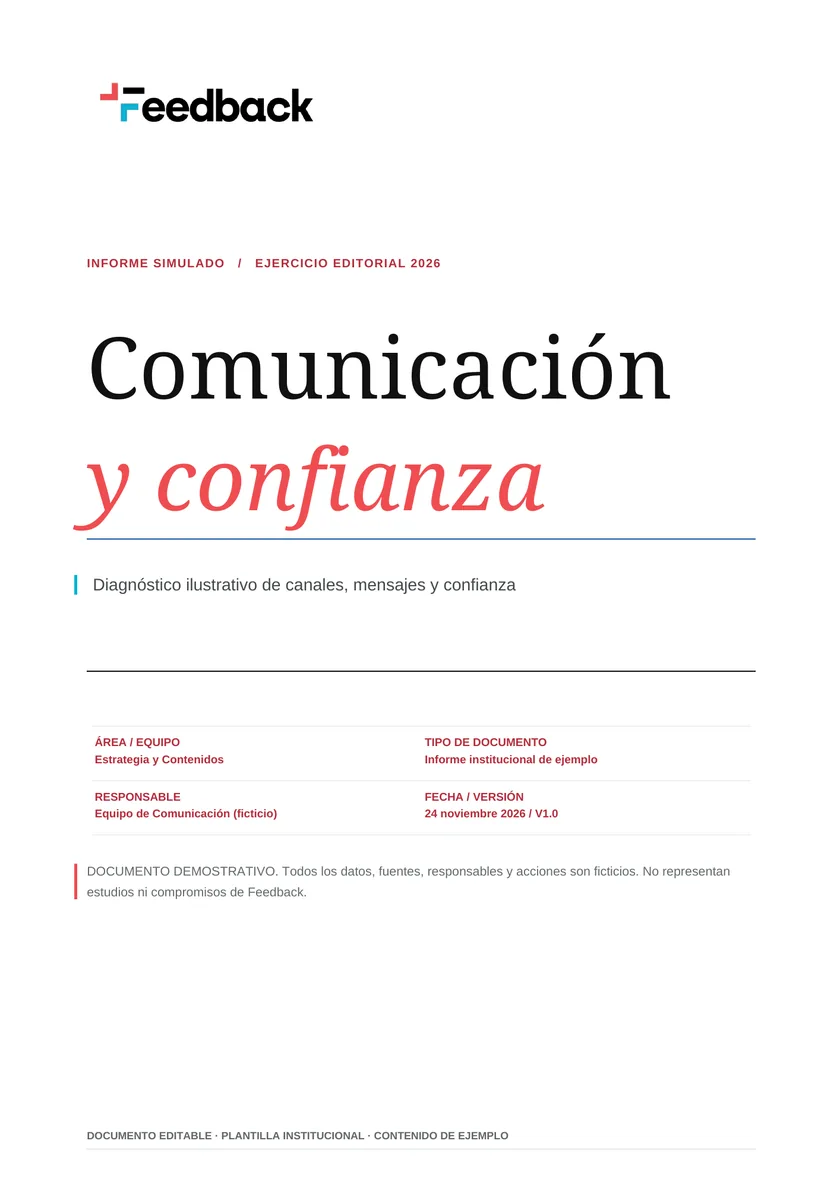 Feedback
INFORME SIMULADO / EJERCICIO EDITORIAL 2026
Comunicación
y confianza
Diagnóstico ilustrativo de canales, mensajes y confianza
ÁREA / EQUIPO
Estrategia y Contenidos
TIPO DE DOCUMENTO
Informe institucional de ejemplo
RESPONSABLE
Equipo de Comunicación (ficticio)
FECHA / VERSIÓN
24 noviembre 2026 / V1.0
DOCUMENTO DEMOSTRATIVO. Todos los datos, fuentes, responsables y acciones son ficticios. No representan
estudios ni compromisos de Feedback.
DOCUMENTO EDITABLE · PLANTILLA INSTITUCIONAL · CONTENIDO DE EJEMPLO